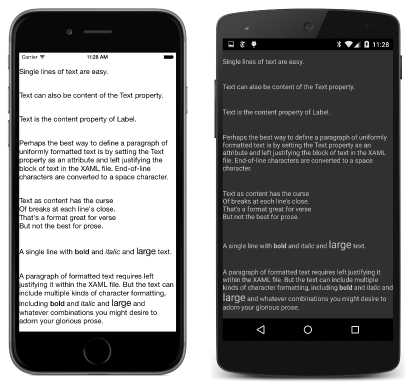 Carrier
11:28 AM
Single lines of text are easy.
Text can also be content of the Text property.
Text is the content property of Label.
Perhaps the best way to define a paragraph of
uniformly formatted text is by setting the Text
property as an attribute and left justifying the
block of text in the XAML file. End-of-line
characters are converted to a space character.
Text as content has the curse
Of breaks at each line's close.
That's a format great for verse
But not the best for prose.
A single line with bold and italic and large text.
A paragraph of formatted text requires left
justifying it within the XAML file. But the text can
include multiple kinds of character formatting,
including bold and italic and large and
whatever combinations you might desire to
adorn your glorious prose.
11:28
Single lines of text are easy.
Text can also be content of the Text property.
Text is the content property of Label.
Perhaps the best way to define a paragraph of uniformly
formatted text is by setting the Text property as an
attribute and left justifying the block of text in the XAML
file. End-of-line characters are converted to a space
character.
Text as content has the curse
Of breaks at each line's close.
That's a format great for verse
But not the best for prose.
A single line with bold and italic and large text.
A paragraph of formatted text requires left justifying it
within the XAML file. But the text can include multiple
kinds of character formatting, including bold and italic and
large and whatever combinations you might desire to
adorn your glorious prose.